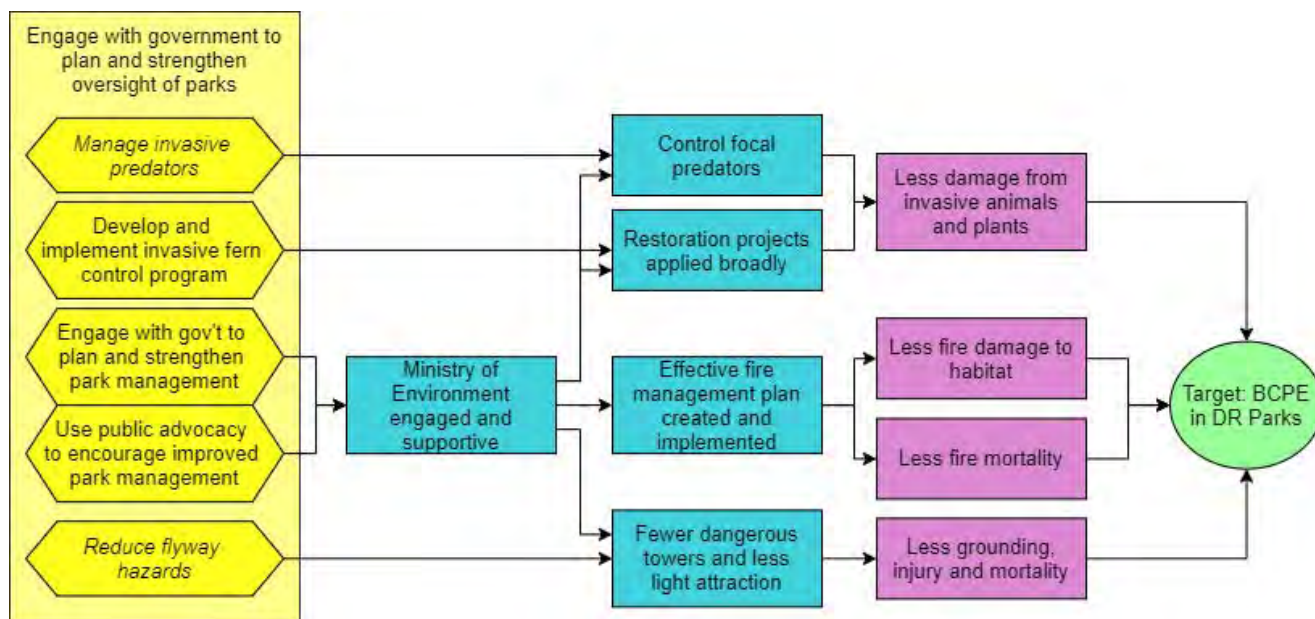 Engage with government to
plan and strengthen
oversight of parks
Manage invasive
predators
Develop and
implement invasive fern
control program
Engage with gov't to
plan and strengthen
park management
Use public advocacy
to encourage improved
park management
Reduce flyway
hazards
Ministry of
Environment
engaged and
supportive
Control focal
predators
Restoration projects
applied broadly
Effective fire
management plan
created and
implemented
Fewer dangerous
towers and less
light attraction
Less damage from
invasive animals
and plants
Less fire damage to
habitat
Less fire mortality
Less grounding,
injury and mortality
Target: BCPE
in DR Parks